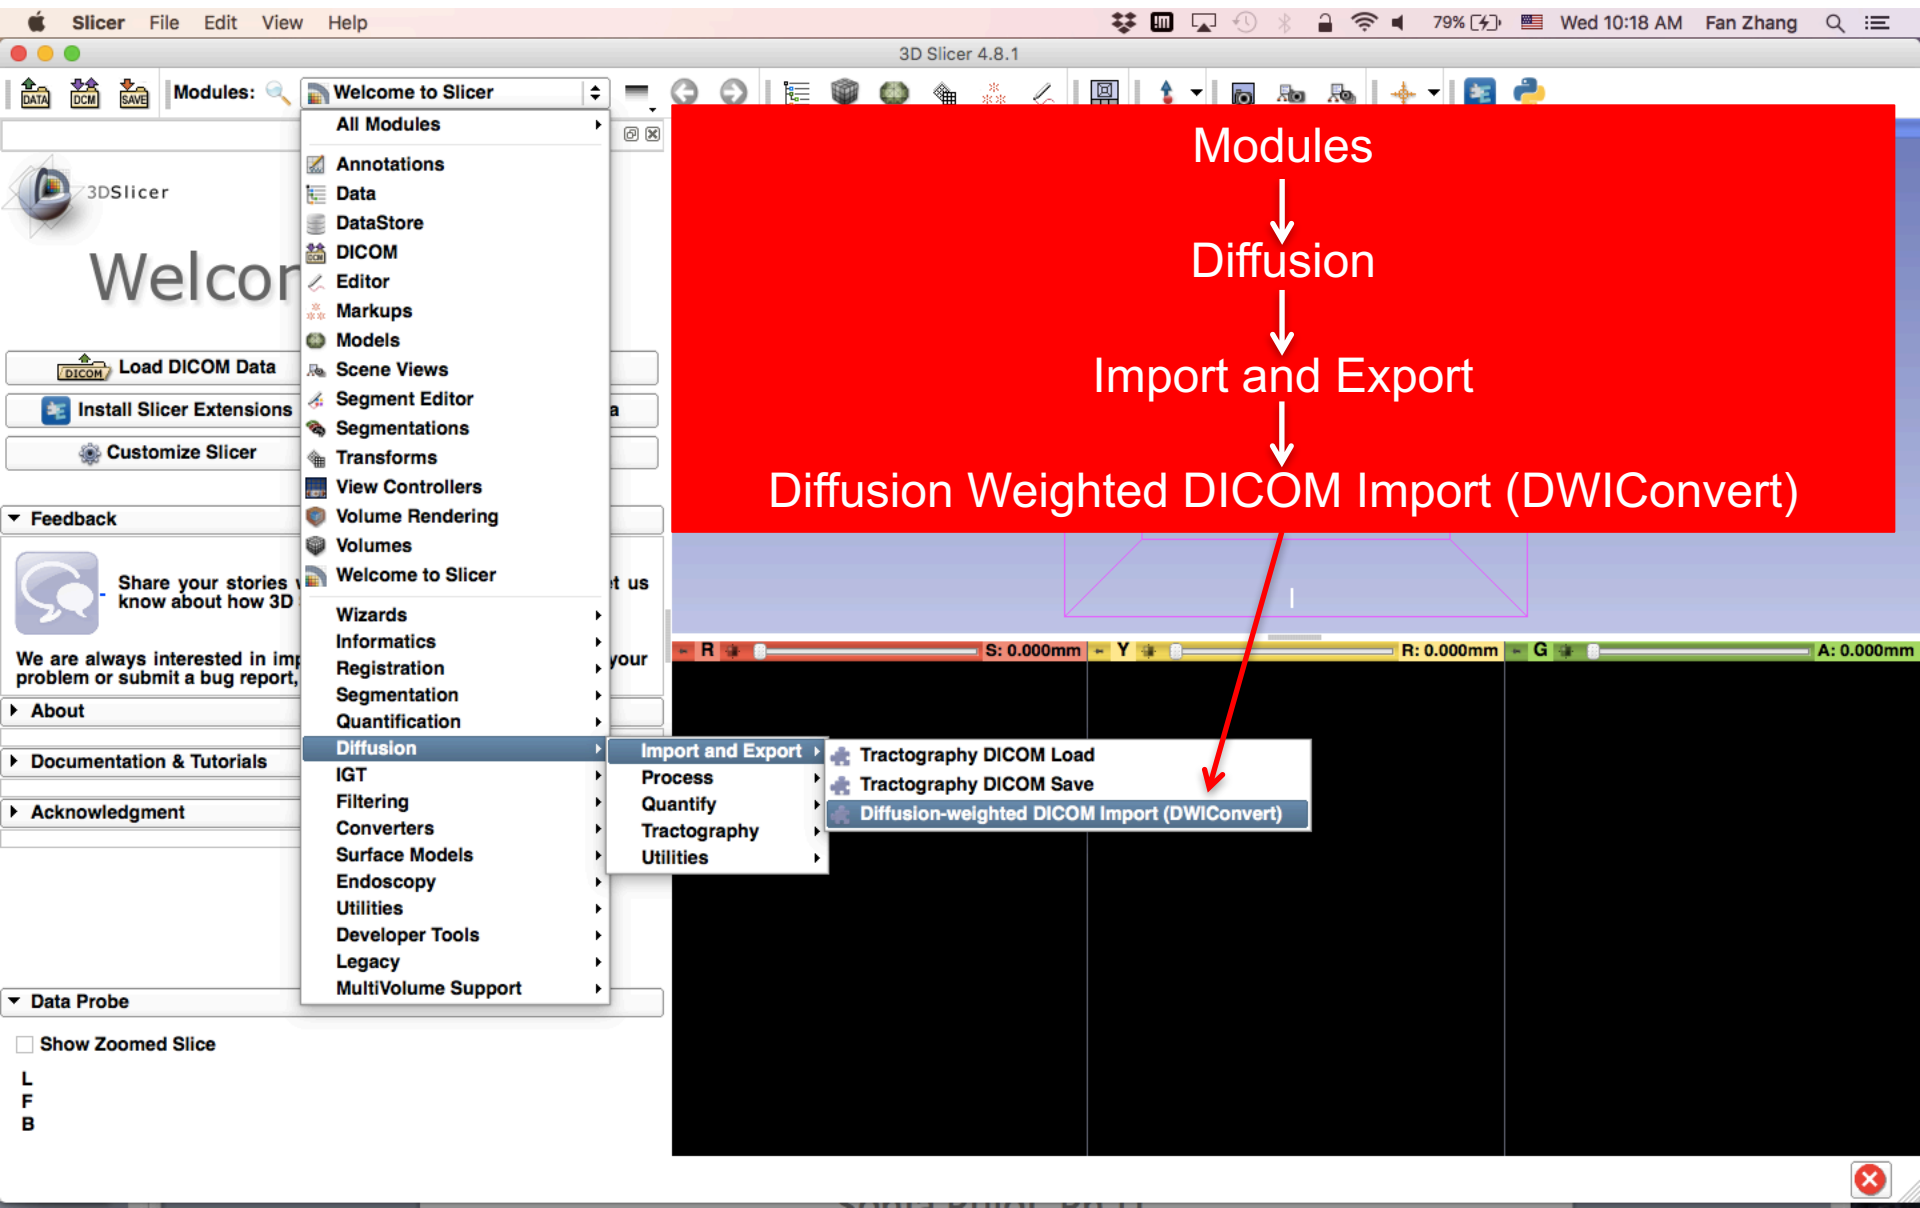 Slicer File Edit View Help 79% Wed 10:18 AM Fan Zhang
3D Slicer 4.8.1
DATA DCM SAVE Modules: Welcome to Slicer
All Modules
Annotations
Data
DataStore
DICOM
Editor
Markups
Models
Scene Views
Segment Editor
Segmentations
Transforms
View Controllers
Volume Rendering
Volumes
Welcome to Slicer
Wizards
Informatics
Registration
Segmentation
Quantification
Diffusion
IGT
Filtering
Converters
Surface Models
Endoscopy
Utilities
Developer Tools
Legacy
MultiVolume Support
Import and Export
Process
Quantify
Tractography
Utilities
Tractography DICOM Load
Tractography DICOM Save
Diffusion-weighted DICOM Import (DWIConvert)
3DSlicer
Welcor
DICOM Load DICOM Data
Install Slicer Extensions a
Customize Slicer
Feedback
Share your stories t us
know about how 3D
We are always interested in imp your
problem or submit a bug report,
About
Documentation & Tutorials
Acknowledgment
Data Probe
Show Zoomed Slice
L
F
B
Modules
Diffusion
Import and Export
Diffusion Weighted DICOM Import (DWIConvert)
I
R S: 0.000mm Y R: 0.000mm G A: 0.000mm